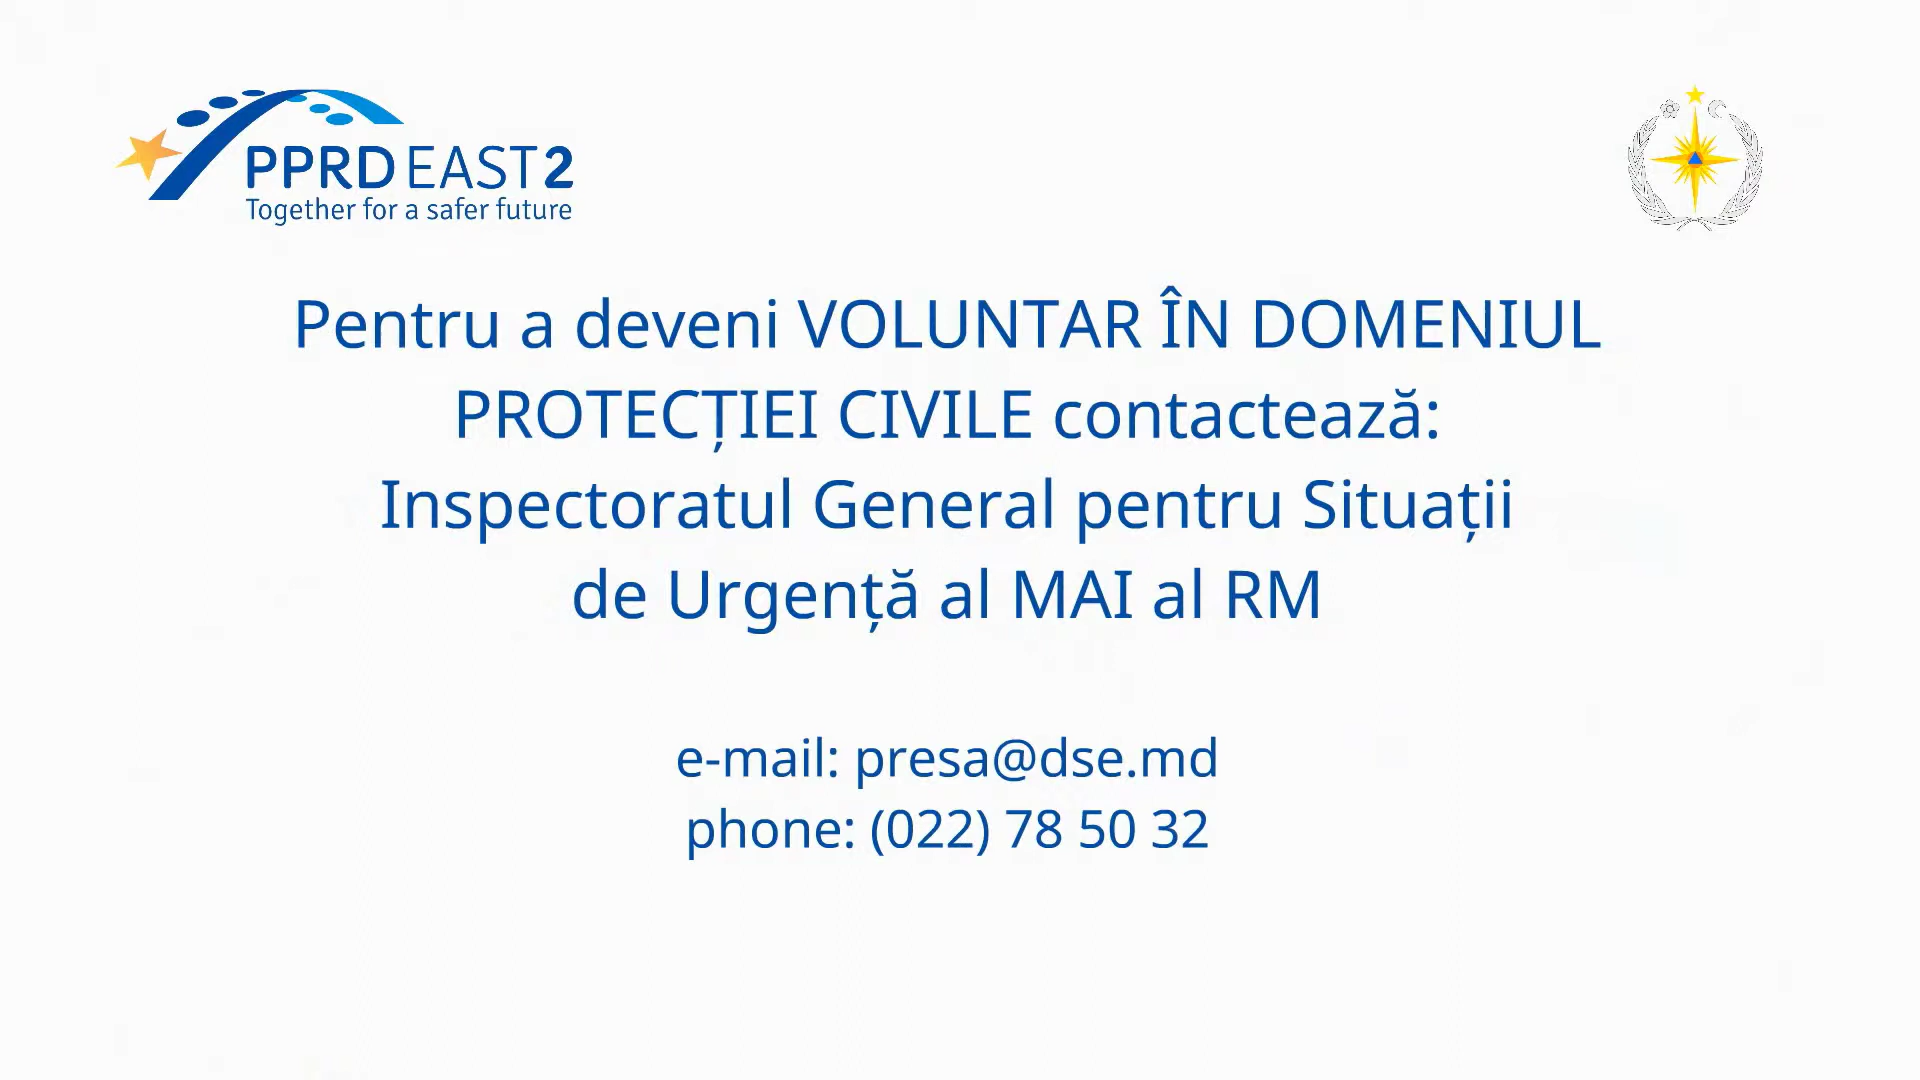 PPRD EAST 2
Together for a safer future
Pentru a deveni VOLUNTAR ÎN DOMENIUL
PROTECȚIEI CIVILE contactează:
Inspectoratul General pentru Situații
de Urgență al MAI al RM
e-mail: presa@dse.md
phone: (022) 78 50 32